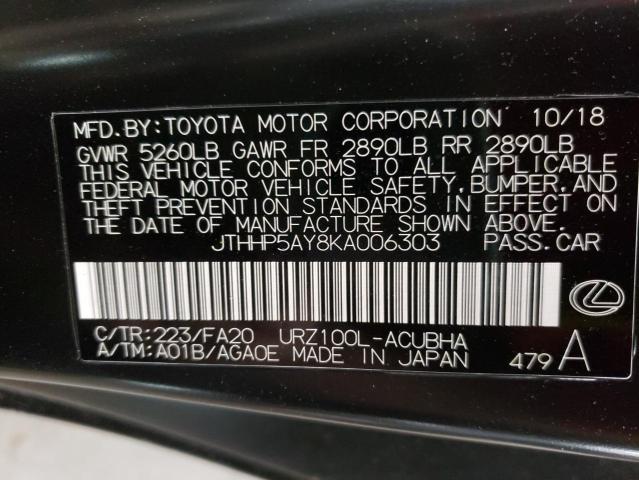 MFD. BY: TOYOTA MOTOR CORPORATION 10/18
GVWR 5260LB GAWR FR 2890LB RR 2890LB
THIS VEHICLE CONFORMS TO ALL APPLICABLE
FEDERAL MOTOR VEHICLE SAFETY, BUMPER, AND
THEFT PREVENTION STANDARDS IN EFFECT ON
THE DATE OF MANUFACTURE SHOWN ABOVE.
JTHHP5AY8KA006303 PASS. CAR
C/TR: 223/FA20 URZ100L-ACUBHA
A/TM: A01B/AGA0E MADE IN JAPAN 479 A